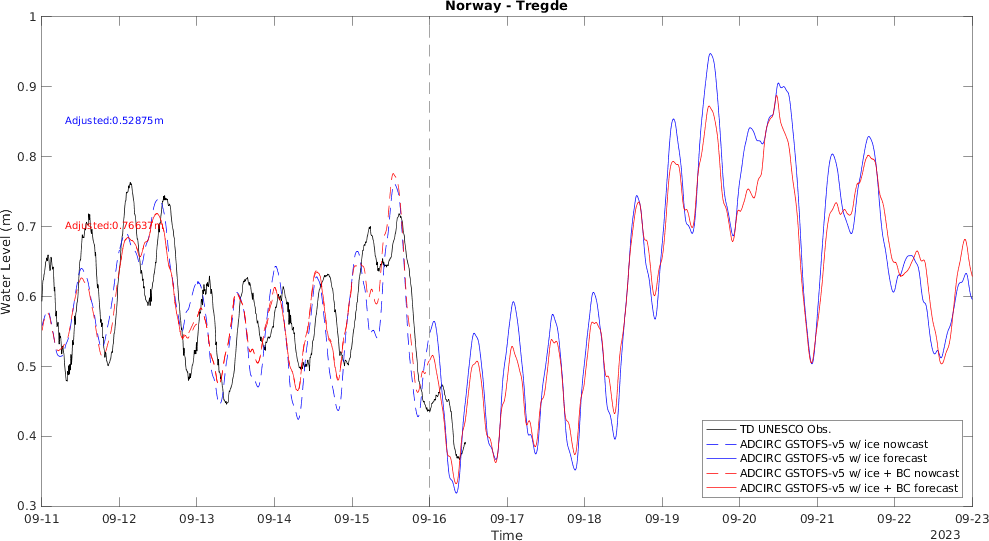 Norway - Tregde
1
0.9
0.8
0.7
0.6
0.5
0.4
0.3
Water Level (m)
Adjusted:0.52875m
Adjusted:0.76637m
TD UNESCO Obs.
ADCIRC GSTOFS-v5 w/ ice nowcast
ADCIRC GSTOFS-v5 w/ ice forecast
ADCIRC GSTOFS-v5 w/ ice + BC nowcast
ADCIRC GSTOFS-v5 w/ ice + BC forecast
09-11 09-12 09-13 09-14 09-15 09-16 09-17 09-18 09-19 09-20 09-21 09-22 09-23
Time
2023